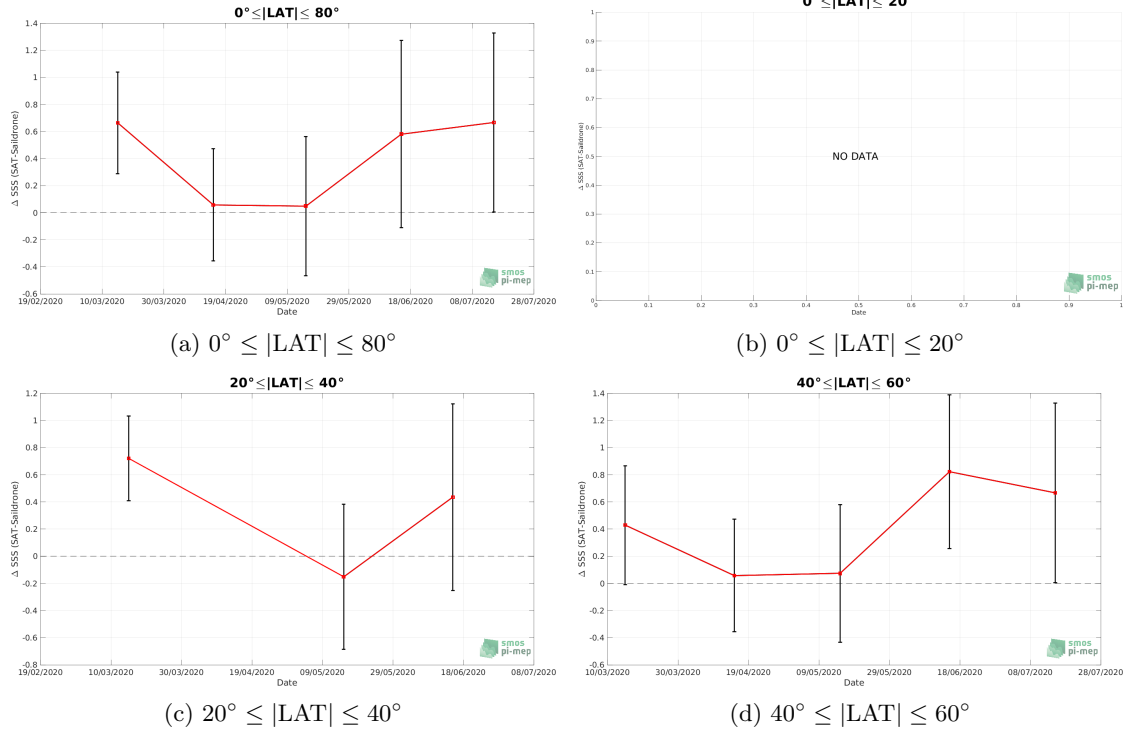 0°≤|LAT|≤ 80°
1.4
1.2
1
0.8
0.6
0.4
0.2
0
-0.2
-0.4
-0.6
Δ SSS (SAT-Saildrone)
19/02/2020 10/03/2020 30/03/2020 19/04/2020 09/05/2020 29/05/2020 18/06/2020 08/07/2020 28/07/2020
Date
smos
pi-mep
(a) 0° ≤ |LAT| ≤ 80°
0°≤|LAT|≤ 20°
1
0.9
0.8
0.7
0.6
0.5
0.4
0.3
0.2
0.1
0
Δ SSS (SAT-Saildrone)
NO DATA
0 0.1 0.2 0.3 0.4 0.5 0.6 0.7 0.8 0.9 1
Date
smos
pi-mep
(b) 0° ≤ |LAT| ≤ 20°
20°≤|LAT|≤ 40°
1.2
1
0.8
0.6
0.4
0.2
0
-0.2
-0.4
-0.6
-0.8
Δ SSS (SAT-Saildrone)
19/02/2020 10/03/2020 30/03/2020 19/04/2020 09/05/2020 29/05/2020 18/06/2020 08/07/2020
Date
smos
pi-mep
(c) 20° ≤ |LAT| ≤ 40°
40°≤|LAT|≤ 60°
1.4
1.2
1
0.8
0.6
0.4
0.2
0
-0.2
-0.4
-0.6
Δ SSS (SAT-Saildrone)
10/03/2020 30/03/2020 19/04/2020 09/05/2020 29/05/2020 18/06/2020 08/07/2020 28/07/2020
Date
smos
pi-mep
(d) 40° ≤ |LAT| ≤ 60°